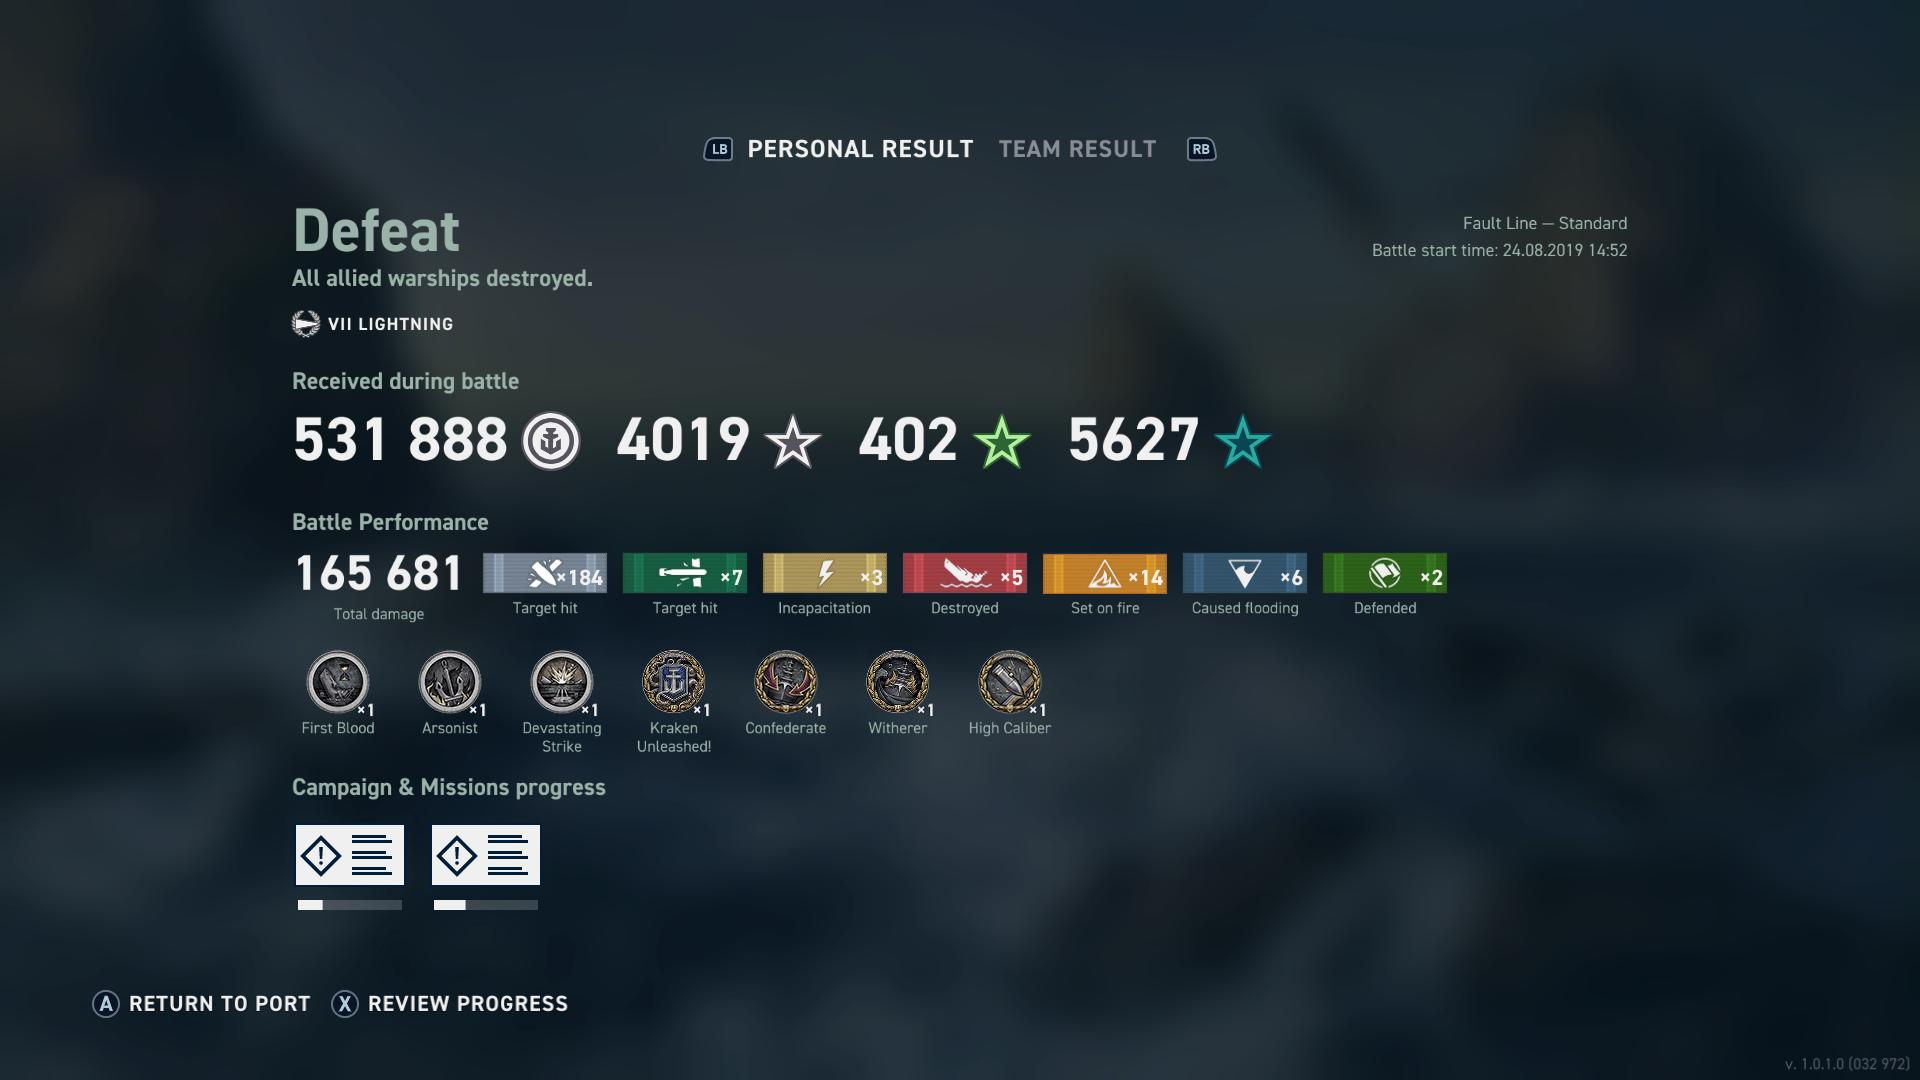 LB PERSONAL RESULT TEAM RESULT RB
Defeat
Fault Line — Standard
Battle start time: 24.08.2019 14:52
All allied warships destroyed.
VII LIGHTNING
Received during battle
531 888 4019 402 5627
Battle Performance
165 681 ×184 ×7 ×3 ×5 ×14 ×6 ×2
Total damage Target hit Target hit Incapacitation Destroyed Set on fire Caused flooding Defended
×1 ×1 ×1 ×1 ×1 ×1 ×1
First Blood Arsonist Devastating Kraken Confederate Witherer High Caliber
Strike Unleashed!
Campaign & Missions progress
! !
A RETURN TO PORT X REVIEW PROGRESS
v. 1.0.1.0 (032 972)